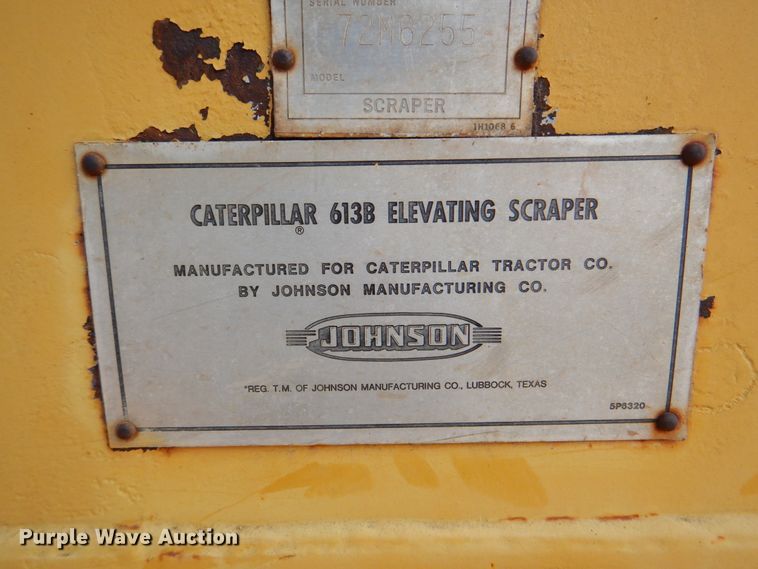 SERIAL NUMBER
72M6255
MODEL
SCRAPER
1H1068 6
CATERPILLAR 613B ELEVATING SCRAPER
®
MANUFACTURED FOR CATERPILLAR TRACTOR CO.
BY JOHNSON MANUFACTURING CO.
JOHNSON
*REG. T.M. OF JOHNSON MANUFACTURING CO., LUBBOCK, TEXAS
5P8320
Purple Wave Auction